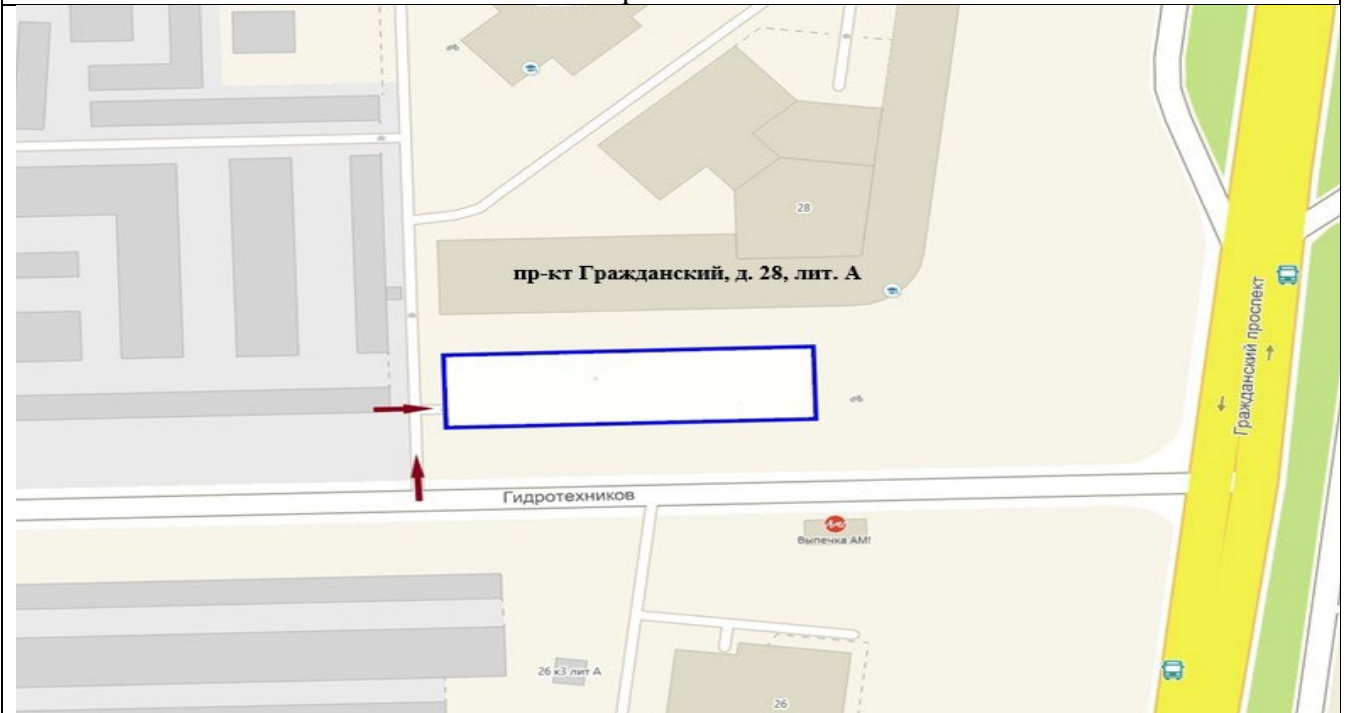 28
пр-кт Гражданский, д. 28, лит. А
Гражданский проспект
Гидротехников
Выпечка АМ!
26 к3 лит А
26